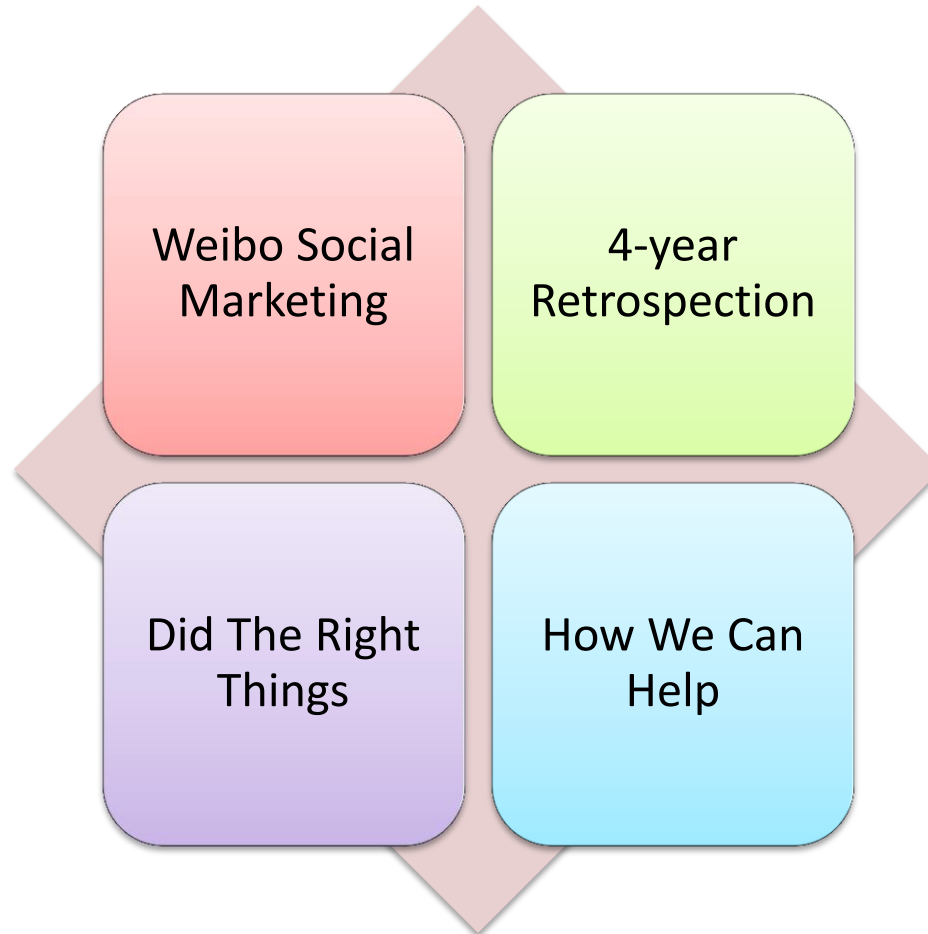 Weibo Social
Marketing
4-year
Retrospection
Did The Right
Things
How We Can
Help